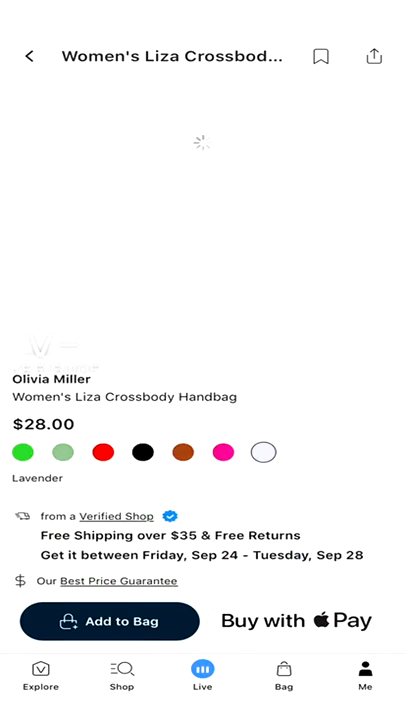 Women's Liza Crossbod...
Olivia Miller
Women's Liza Crossbody Handbag
$28.00
Lavender
from a Verified Shop
Free Shipping over $35 & Free Returns
Get it between Friday, Sep 24 - Tuesday, Sep 28
Our Best Price Guarantee
Add to Bag
Buy with Pay
Explore
Shop
Live
Bag
Me